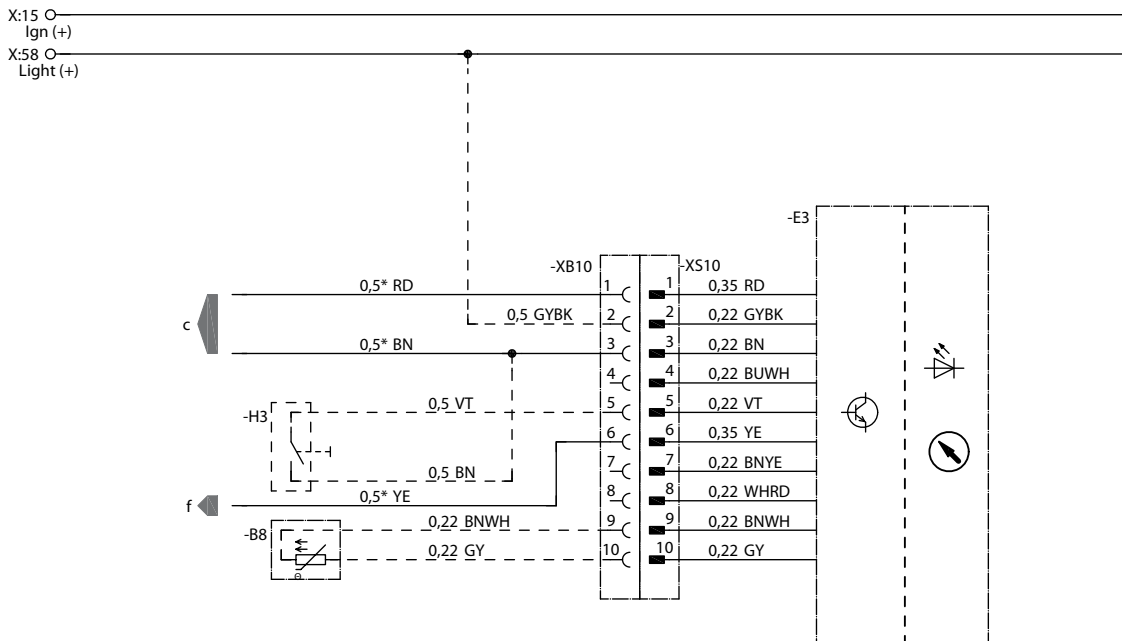 X:15
Ign (+)
X:58
Light (+)
-E3
-XB10
-XS10
0,5* RD
1
1
0,35 RD
0,5 GYBK
2
2
0,22 GYBK
c
0,5* BN
3
3
0,22 BN
4
4
0,22 BUWH
-H3
0,5 VT
5
5
0,22 VT
6
6
0,35 YE
0,5 BN
7
7
0,22 BNYE
f
0,5* YE
8
8
0,22 WHRD
-B8
0,22 BNWH
9
9
0,22 BNWH
0,22 GY
10
10
0,22 GY
Θ